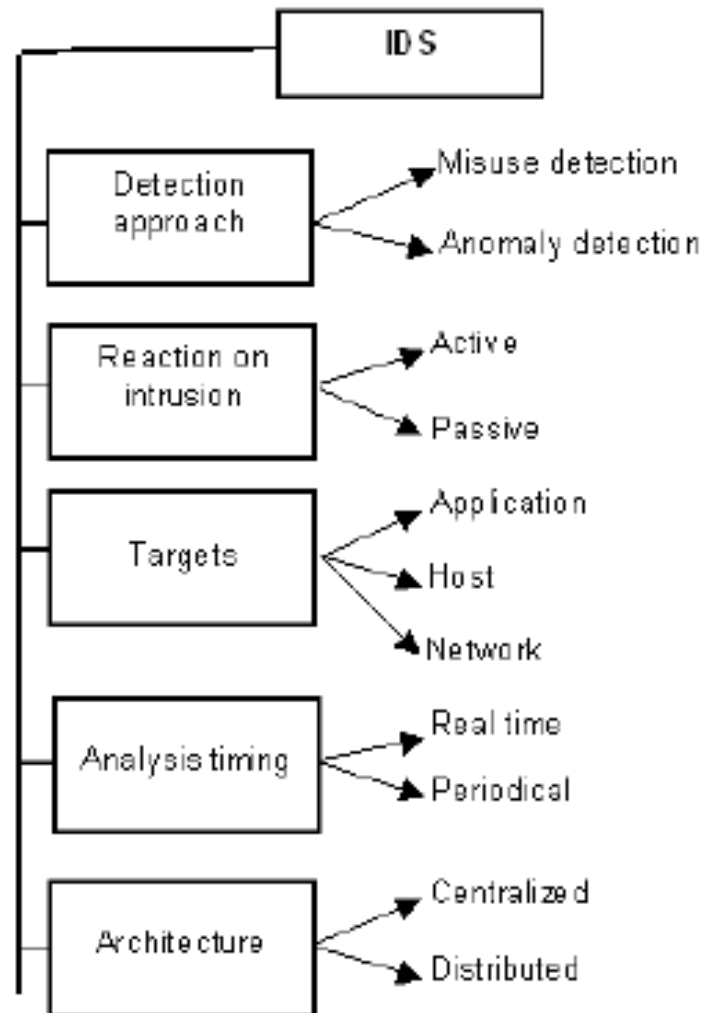 IDS
Detection
approach
Misuse detection
Anomaly detection
Reaction on
intrusion
Active
Passive
Targets
Application
Host
Network
Analysis timing
Real time
Periodical
Architecture
Centralized
Distributed